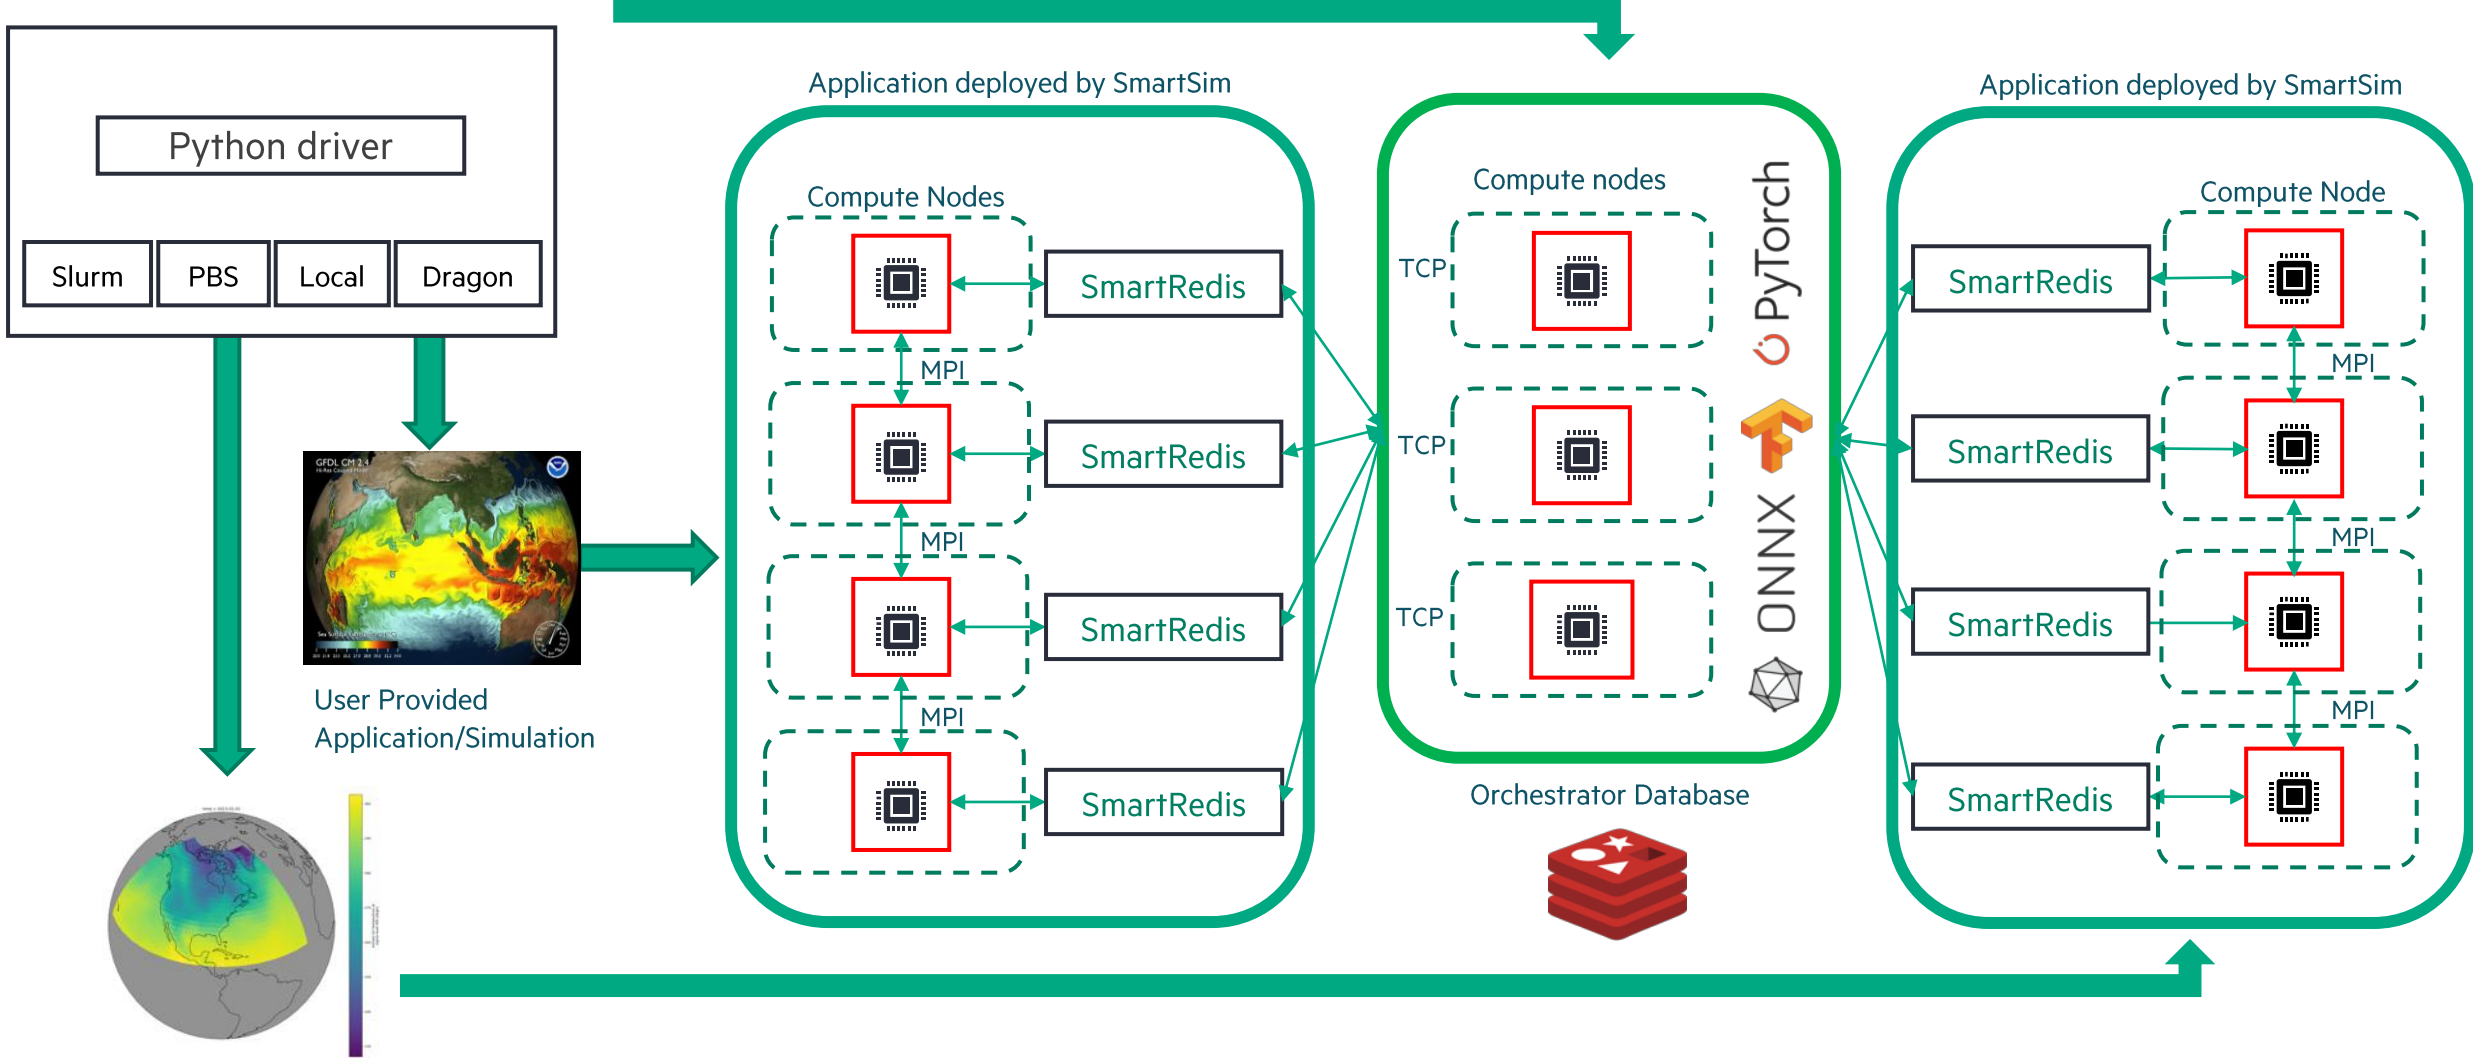 Python driver
Slurm
PBS
Local
Dragon
GFDL CM 2.4
User Provided
Application/Simulation
Application deployed by SmartSim
Compute Nodes
SmartRedis
MPI
SmartRedis
MPI
SmartRedis
MPI
SmartRedis
Compute nodes
TCP
TCP
TCP
PyTorch
ONNX
Orchestrator Database
Application deployed by SmartSim
Compute Node
SmartRedis
MPI
SmartRedis
MPI
SmartRedis
MPI
SmartRedis